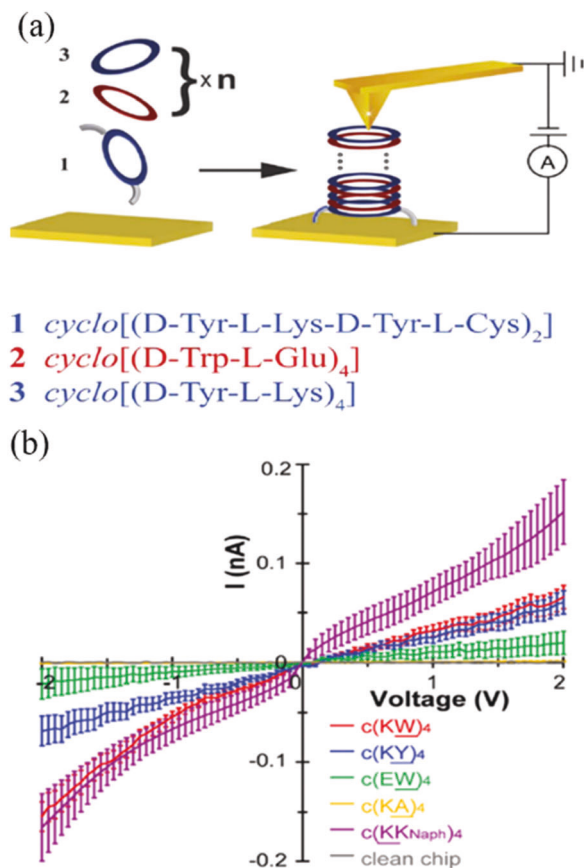 (a)
3
2
1
} × n
A
1 cyclo[(D-Tyr-L-Lys-D-Tyr-L-Cys)₂]
2 cyclo[(D-Trp-L-Glu)₄]
3 cyclo[(D-Tyr-L-Lys)₄]
(b)
0.2
0.1
0
-0.1
-0.2
I (nA)
-2 -1 0 1 2
Voltage (V)
c(KW)4
c(KY)4
c(EW)4
c(KA)4
c(KKNaph)4
clean chip